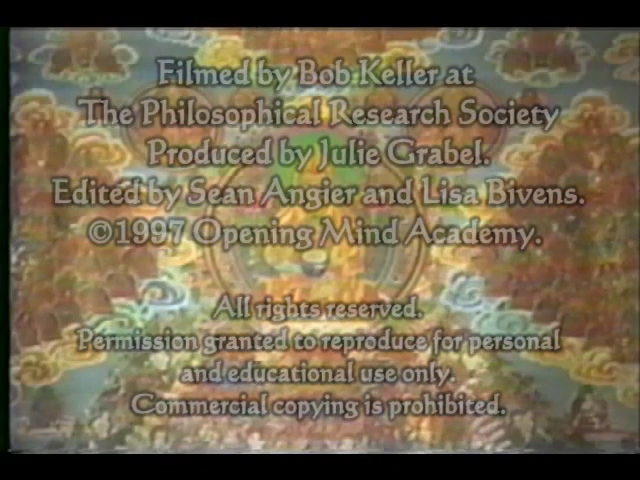 Filmed by Bob Keller at
The Philosophical Research Society
Produced by Julie Grabel.
Edited by Sean Angier and Lisa Bivens.
©1997 Opening Mind Academy.
All rights reserved.
Permission granted to reproduce for personal
and educational use only.
Commercial copying is prohibited.